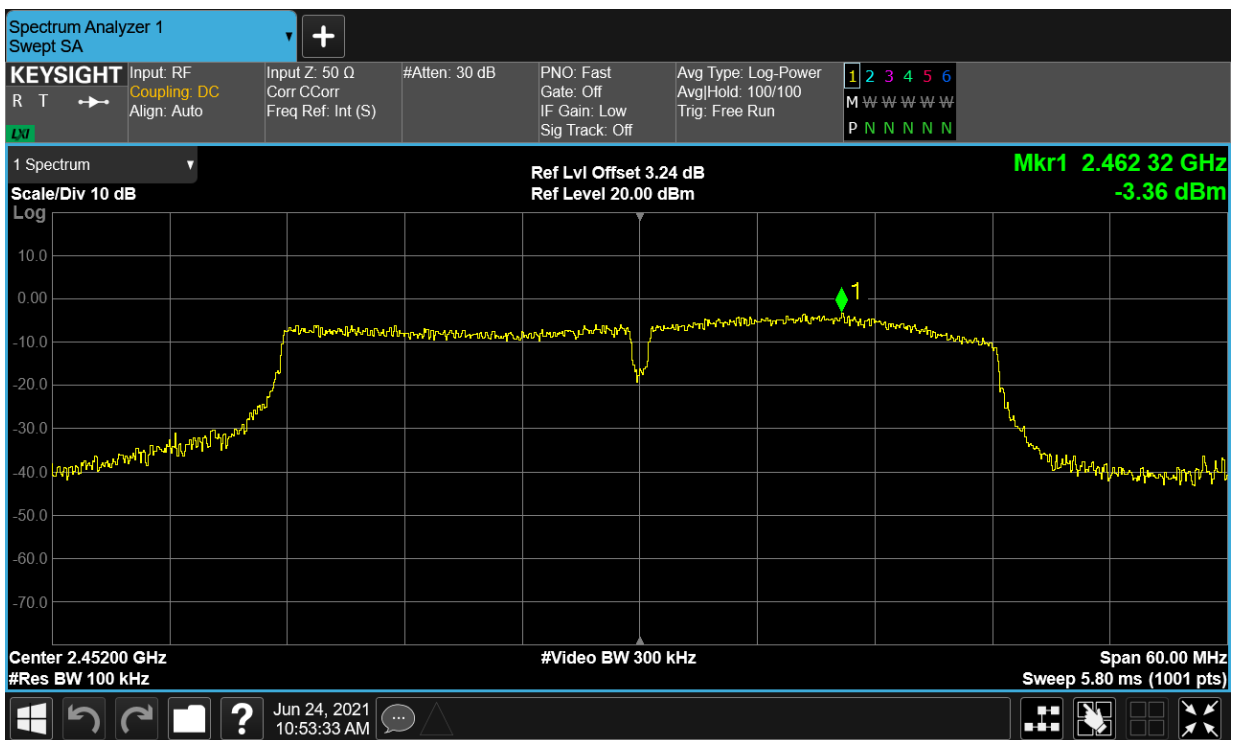 Spectrum Analyzer 1
Swept SA
KEYSIGHT
R T
LXI
Input: RF
Coupling: DC
Align: Auto
Input Z: 50 Ω
Corr CCorr
Freq Ref: Int (S)
#Atten: 30 dB
PNO: Fast
Gate: Off
IF Gain: Low
Sig Track: Off
Avg Type: Log-Power
Avg|Hold: 100/100
Trig: Free Run
1 2 3 4 5 6
M W W W W W
P N N N N N
1 Spectrum
Scale/Div 10 dB
Log
Ref Lvl Offset 3.24 dB
Ref Level 20.00 dBm
Mkr1 2.462 32 GHz
-3.36 dBm
10.0
0.00
1
-10.0
-20.0
-30.0
-40.0
-50.0
-60.0
-70.0
Center 2.45200 GHz
#Res BW 100 kHz
#Video BW 300 kHz
Span 60.00 MHz
Sweep 5.80 ms (1001 pts)
?
Jun 24, 2021
10:53:33 AM